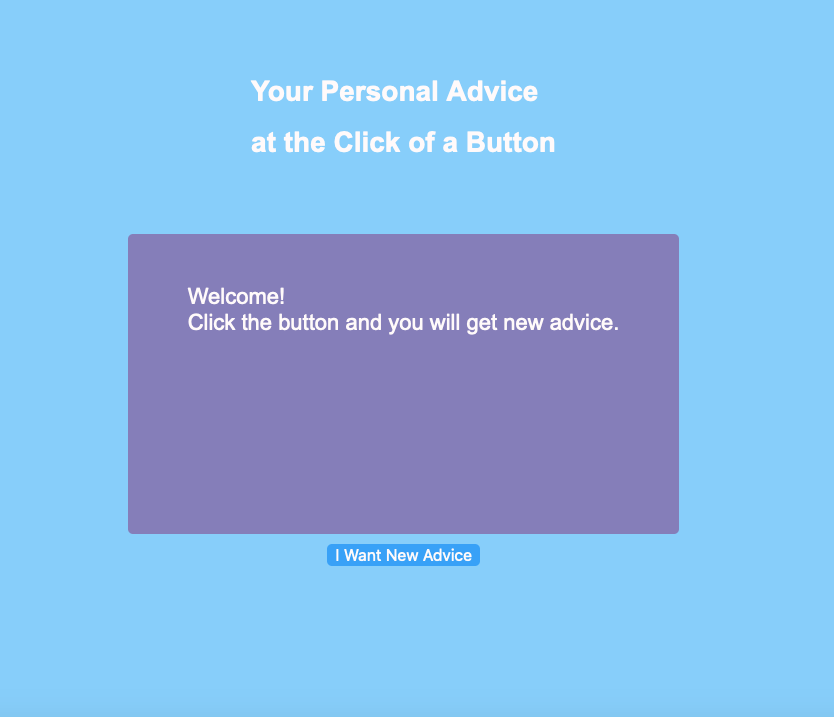 Your Personal Advice
at the Click of a Button
Welcome!
Click the button and you will get new advice.
I Want New Advice